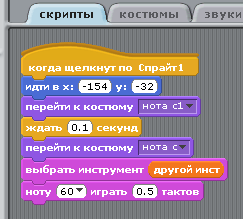 скрипты костюмы звуки
когда щелкнут по Спрайт1
идти в x: -154 y: -32
перейти к костюму нота с1
ждать 0.1 секунд
перейти к костюму нота с
выбрать инструмент другой инст
ноту 60 играть 0.5 тактов